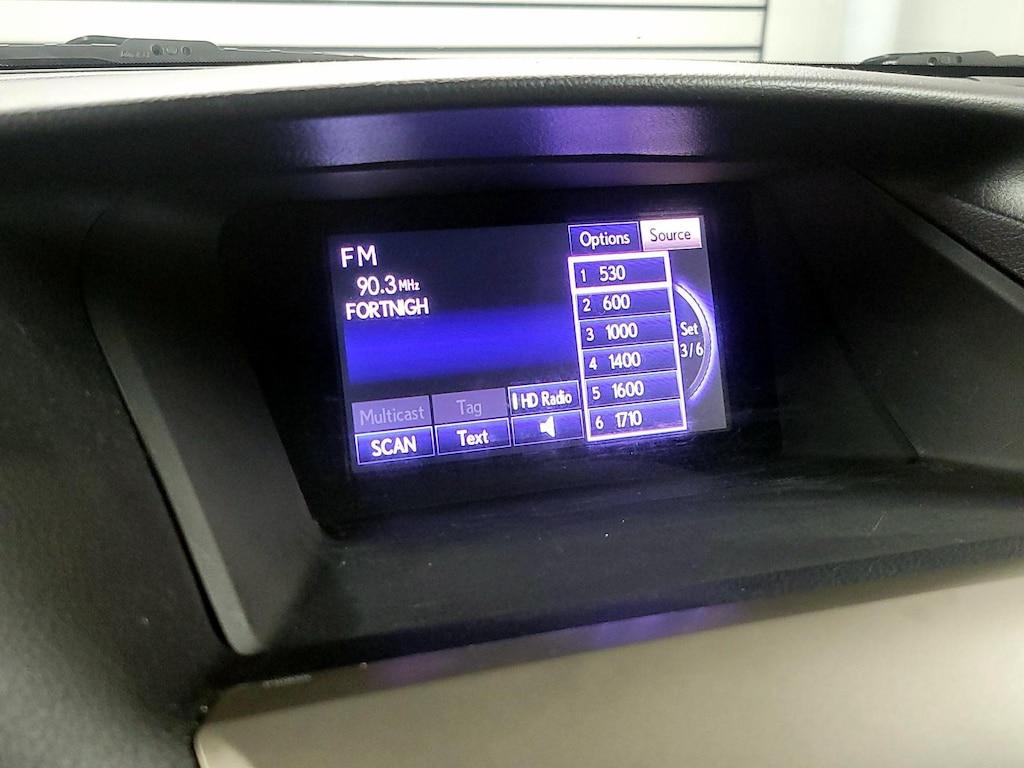 FM
90.3 MHz
FORTNIGH
Options
Source
1 530
2 600
3 1000
4 1400
5 1600
6 1710
Set
3/6
Multicast
Tag
HD Radio
SCAN
Text